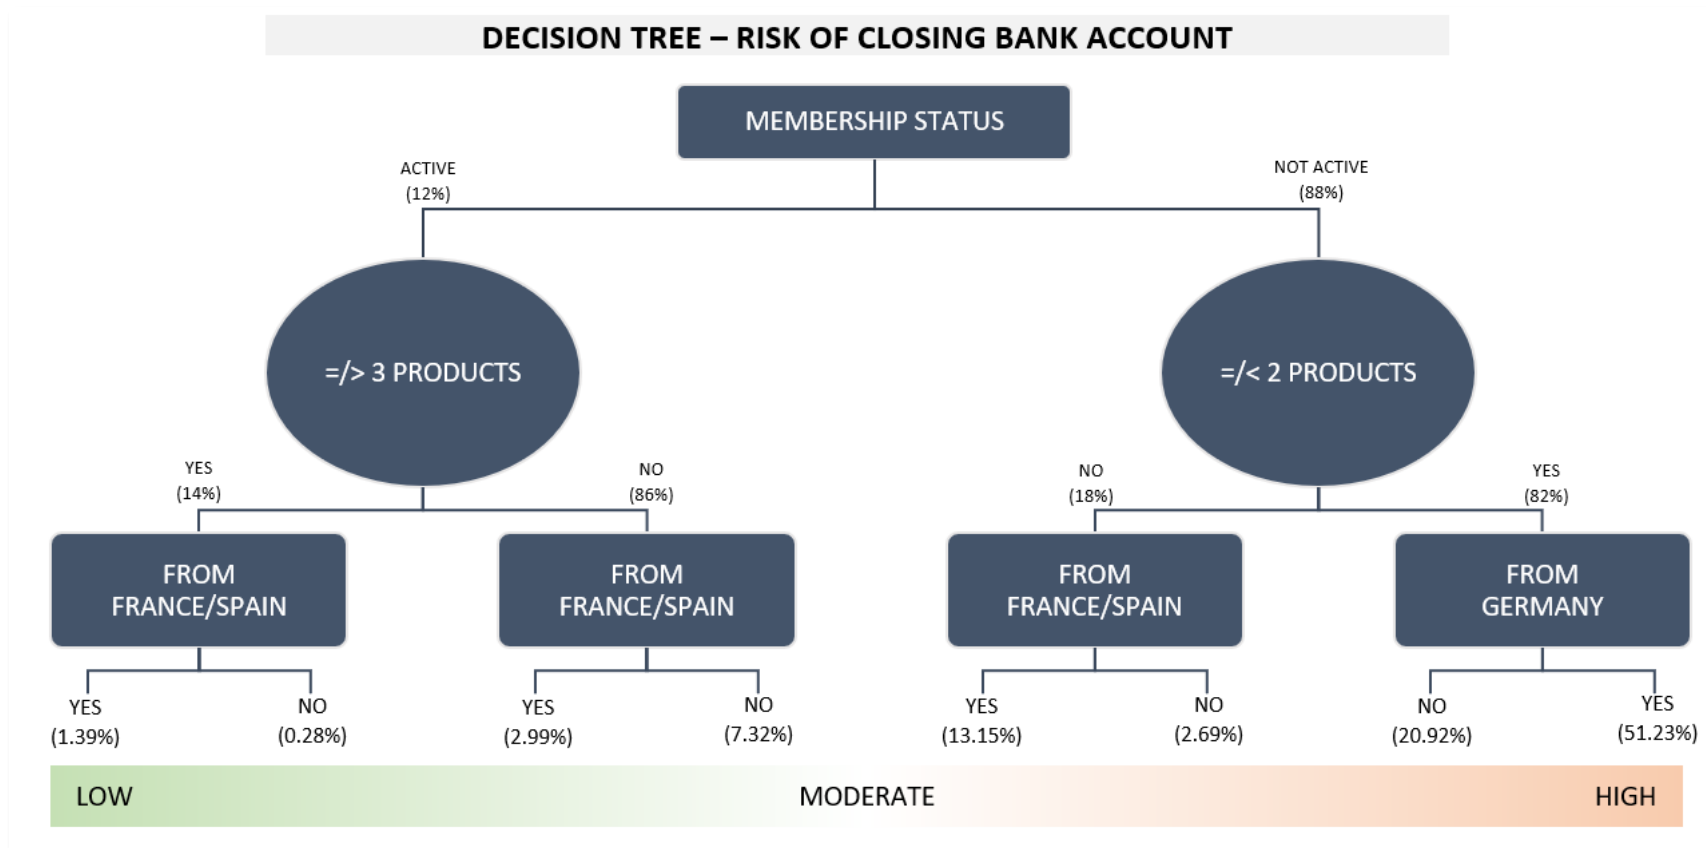 DECISION TREE – RISK OF CLOSING BANK ACCOUNT
MEMBERSHIP STATUS
ACTIVE
(12%)
NOT ACTIVE
(88%)
=/> 3 PRODUCTS
=/< 2 PRODUCTS
YES
(14%)
NO
(86%)
NO
(18%)
YES
(82%)
FROM
FRANCE/SPAIN
FROM
FRANCE/SPAIN
FROM
FRANCE/SPAIN
FROM
GERMANY
YES
(1.39%)
NO
(0.28%)
YES
(2.99%)
NO
(7.32%)
YES
(13.15%)
NO
(2.69%)
NO
(20.92%)
YES
(51.23%)
LOW
MODERATE
HIGH